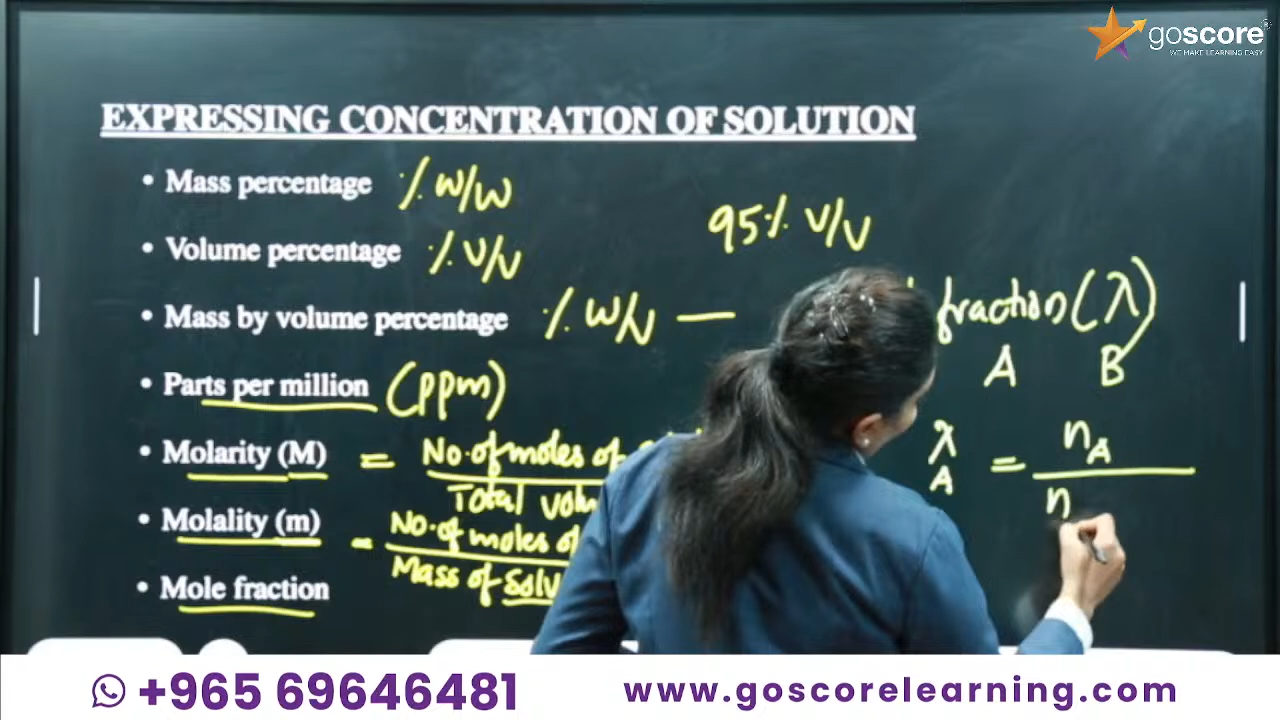 goscore
WE MAKE LEARNING EASY
EXPRESSING CONCENTRATION OF SOLUTION
• Mass percentage % W/W
95% V/V
• Volume percentage % V/V
• Mass by volume percentage % W/V —
fraction (λ)
A B
• Parts per million (ppm)
• Molarity (M) = No. of moles of
Total
λA = nA
n
• Molality (m) = No. of moles of
Mass of
• Mole fraction
+965 69646481
www.goscorelearning.com